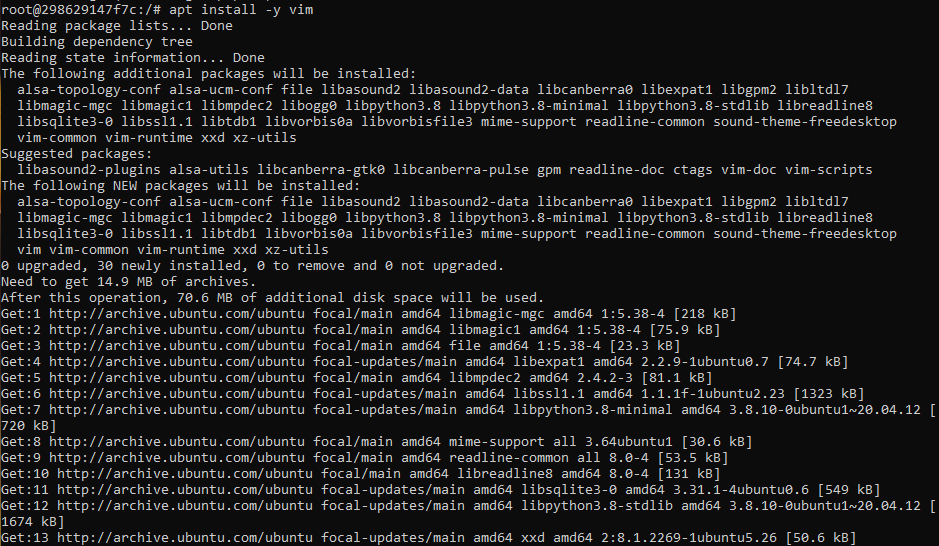 root@298629147f7c:/# apt install -y vim
Reading package lists... Done
Building dependency tree
Reading state information... Done
The following additional packages will be installed:
  alsa-topology-conf alsa-ucm-conf file libasound2 libasound2-data libcanberra0 libexpat1 libgpm2 libltdl7
  libmagic-mgc libmagic1 libmpdec2 libogg0 libpython3.8 libpython3.8-minimal libpython3.8-stdlib libreadline8
  libsqlite3-0 libssl1.1 libtdb1 libvorbis0a libvorbisfile3 mime-support readline-common sound-theme-freedesktop
  vim-common vim-runtime xxd xz-utils
Suggested packages:
  libasound2-plugins alsa-utils libcanberra-gtk0 libcanberra-pulse gpm readline-doc ctags vim-doc vim-scripts
The following NEW packages will be installed:
  alsa-topology-conf alsa-ucm-conf file libasound2 libasound2-data libcanberra0 libexpat1 libgpm2 libltdl7
  libmagic-mgc libmagic1 libmpdec2 libogg0 libpython3.8 libpython3.8-minimal libpython3.8-stdlib libreadline8
  libsqlite3-0 libssl1.1 libtdb1 libvorbis0a libvorbisfile3 mime-support readline-common sound-theme-freedesktop
  vim vim-common vim-runtime xxd xz-utils
0 upgraded, 30 newly installed, 0 to remove and 0 not upgraded.
Need to get 14.9 MB of archives.
After this operation, 70.6 MB of additional disk space will be used.
Get:1 http://archive.ubuntu.com/ubuntu focal/main amd64 libmagic-mgc amd64 1:5.38-4 [218 kB]
Get:2 http://archive.ubuntu.com/ubuntu focal/main amd64 libmagic1 amd64 1:5.38-4 [75.9 kB]
Get:3 http://archive.ubuntu.com/ubuntu focal/main amd64 file amd64 1:5.38-4 [23.3 kB]
Get:4 http://archive.ubuntu.com/ubuntu focal-updates/main amd64 libexpat1 amd64 2.2.9-1ubuntu0.7 [74.7 kB]
Get:5 http://archive.ubuntu.com/ubuntu focal/main amd64 libmpdec2 amd64 2.4.2-3 [81.1 kB]
Get:6 http://archive.ubuntu.com/ubuntu focal-updates/main amd64 libssl1.1 amd64 1.1.1f-1ubuntu2.23 [1323 kB]
Get:7 http://archive.ubuntu.com/ubuntu focal-updates/main amd64 libpython3.8-minimal amd64 3.8.10-0ubuntu1~20.04.12 [
720 kB]
Get:8 http://archive.ubuntu.com/ubuntu focal/main amd64 mime-support all 3.64ubuntu1 [30.6 kB]
Get:9 http://archive.ubuntu.com/ubuntu focal/main amd64 readline-common all 8.0-4 [53.5 kB]
Get:10 http://archive.ubuntu.com/ubuntu focal/main amd64 libreadline8 amd64 8.0-4 [131 kB]
Get:11 http://archive.ubuntu.com/ubuntu focal-updates/main amd64 libsqlite3-0 amd64 3.31.1-4ubuntu0.6 [549 kB]
Get:12 http://archive.ubuntu.com/ubuntu focal-updates/main amd64 libpython3.8-stdlib amd64 3.8.10-0ubuntu1~20.04.12 [
1674 kB]
Get:13 http://archive.ubuntu.com/ubuntu focal-updates/main amd64 xxd amd64 2:8.1.2269-1ubuntu5.26 [50.6 kB]